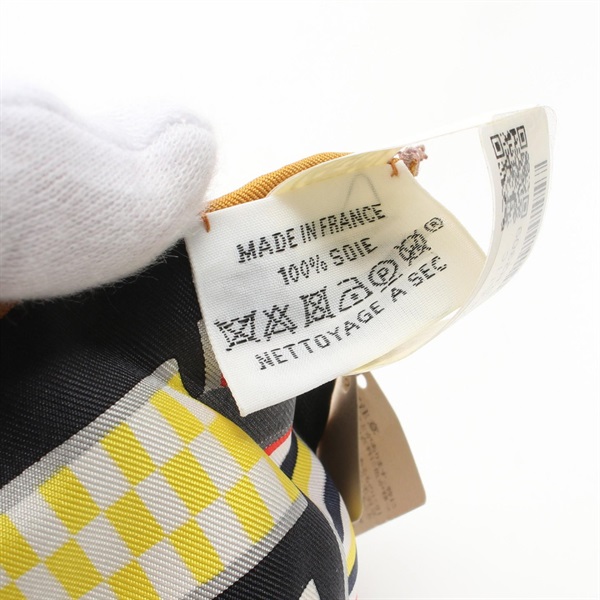 MADE IN FRANCE
100% SOIE
NETTOYAGE A SEC